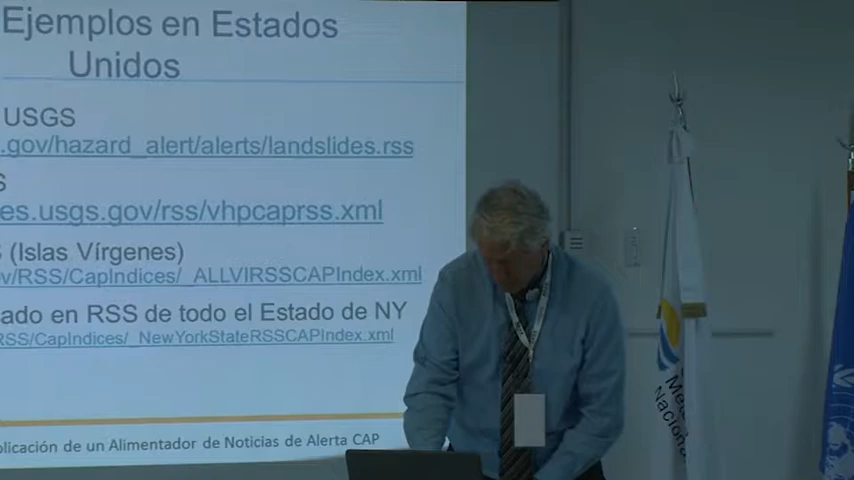 Ejemplos en Estados
Unidos
USGS
.gov/hazard_alert/alerts/landslides.rss
es.usgs.gov/rss/vhpcaprss.xml
(Islas Vírgenes)
/RSS/CapIndices/_ALLVIRSSCAPIndex.xml
ado en RSS de todo el Estado de NY
RSS/CapIndices/_NewYorkStateRSSCAPIndex.xml
plicación de un Alimentador de Noticias de Alerta CAP
Nacional